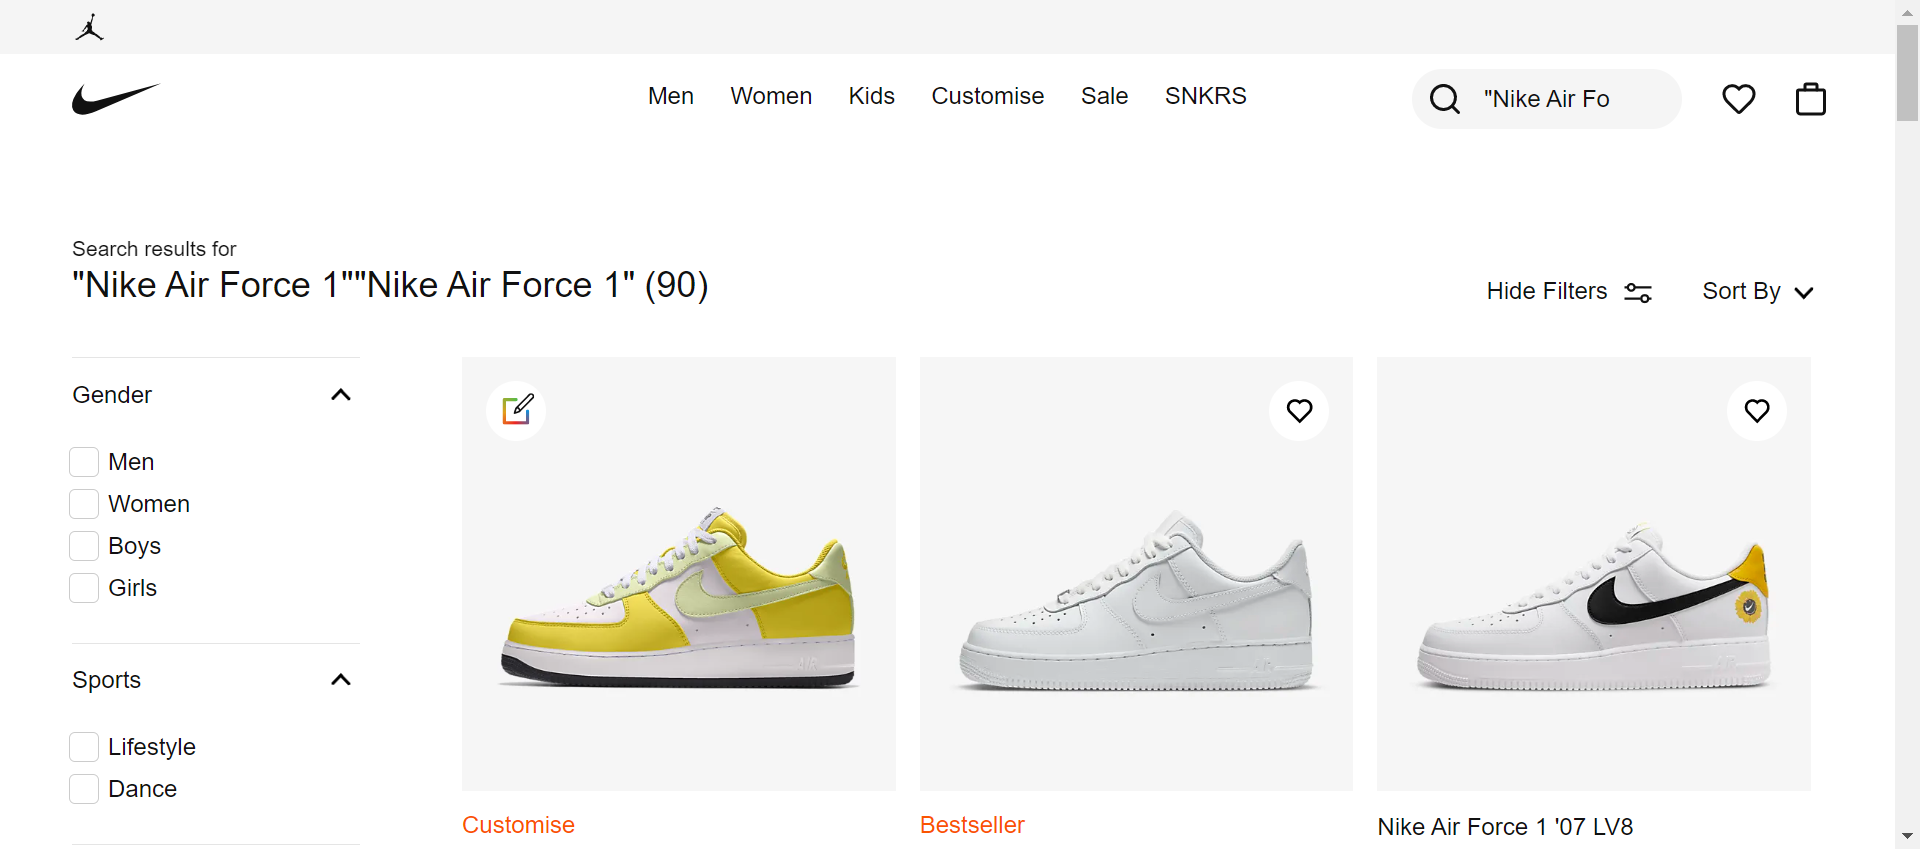 Men Women Kids Customise Sale SNKRS
"Nike Air Fo
Search results for
"Nike Air Force 1""Nike Air Force 1" (90)
Hide Filters
Sort By
Gender
Men
Women
Boys
Girls
Sports
Lifestyle
Dance
Customise
Bestseller
Nike Air Force 1 '07 LV8